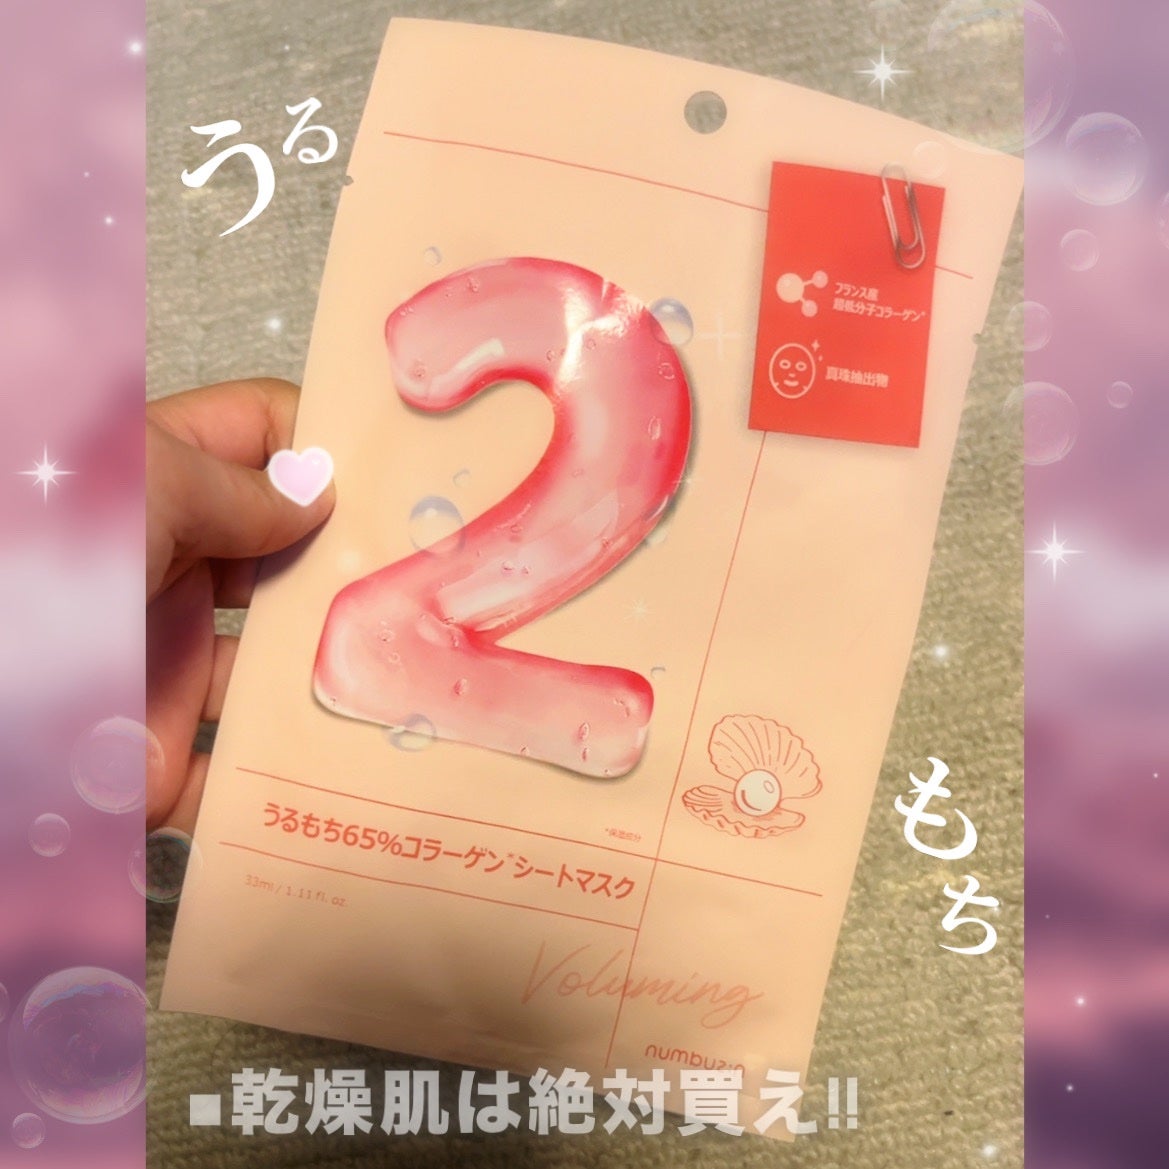 うる
フランス産
超低分子コラーゲン*
真珠抽出物
2
もち
*保湿成分
うるもち65%コラーゲン*シートマスク
33ml / 1.11 fl. oz.
Voluming
numbuz:n
■乾燥肌は絶対買え!!